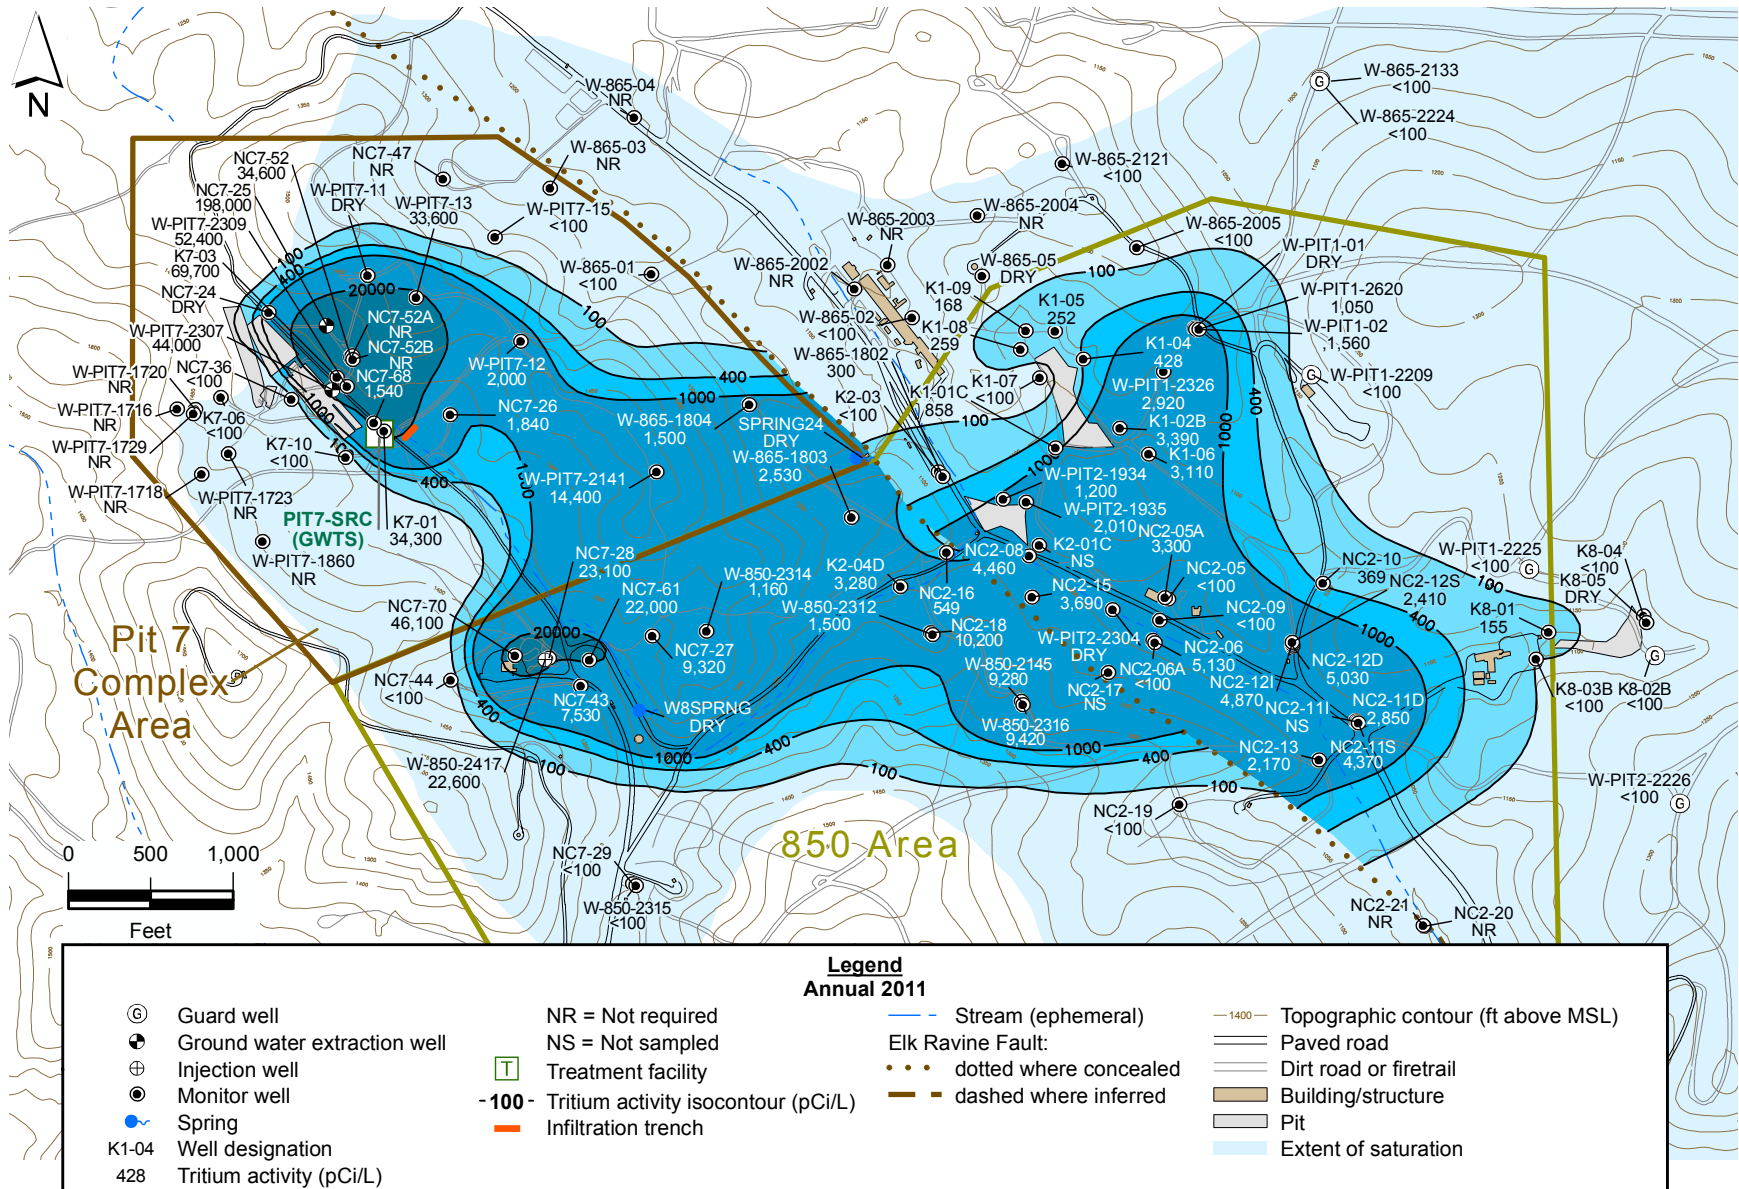 N
W-865-04
NR
W-865-2133
<100
W-865-2224
<100
NC7-52
34,600
NC7-47
NR
W-865-03
NR
W-865-2121
<100
NC7-25
198,000
W-PIT7-11
DRY
W-PIT7-13
33,600
W-PIT7-15
<100
W-865-2003
NR
W-865-2004
NR
W-865-2005
<100
W-PIT7-2309
52,400
K7-03
69,700
W-865-01
<100
W-865-2002
NR
W-865-05
DRY
W-PIT1-01
DRY
NC7-24
DRY
K1-09
168
K1-05
252
W-PIT1-2620
1,050
W-PIT7-2307
44,000
NC7-52A
NR
NC7-52B
NR
W-865-02
<100
K1-08
259
W-PIT1-02
,1,560
W-PIT7-1720
NR
NC7-36
<100
NC7-68
1,540
W-PIT7-12
2,000
W-865-1802
300
K1-04
428
W-PIT1-2209
<100
W-PIT7-1716
NR
K7-06
<100
NC7-26
1,840
W-865-1804
1,500
K2-03
<100
K1-01C
858
K1-07
<100
W-PIT1-2326
2,920
W-PIT7-1729
NR
K7-10
<100
SPRING24
DRY
K1-02B
3,390
W-PIT7-1718
NR
W-PIT7-1723
NR
W-PIT7-2141
14,400
W-865-1803
2,530
K1-06
3,110
PIT7-SRC
(GWTS)
K7-01
34,300
W-PIT2-1934
1,200
W-PIT2-1935
2,010
W-PIT7-1860
NR
NC7-28
23,100
K2-04D
3,280
NC2-08
4,460
K2-01C
NS
NC2-05A
3,300
NC2-05
<100
NC2-10
369
W-PIT1-2225
<100
K8-04
<100
NC7-70
46,100
NC7-61
22,000
W-850-2314
1,160
W-850-2312
1,500
NC2-16
549
NC2-15
3,690
NC2-09
<100
NC2-12S
2,410
K8-05
DRY
K8-01
155
NC7-27
9,320
NC2-18
10,200
W-PIT2-2304
DRY
NC2-06
5,130
NC2-06A
<100
NC2-12D
5,030
Pit 7
Complex
Area
NC7-44
<100
NC7-43
7,530
W8SPRNG
DRY
W-850-2145
9,280
NC2-17
NS
NC2-12I
4,870
NC2-11I
NS
NC2-11D
2,850
K8-03B
<100
K8-02B
<100
W-850-2316
9,420
NC2-13
2,170
NC2-11S
4,370
W-850-2417
22,600
NC2-19
<100
W-PIT2-2226
<100
850 Area
0 500 1,000
Feet
NC7-29
<100
W-850-2315
<100
NC2-21
NR
NC2-20
NR
Legend
Annual 2011
G Guard well
Ground water extraction well
Injection well
Monitor well
Spring
K1-04 Well designation
428 Tritium activity (pCi/L)
NR = Not required
NS = Not sampled
T Treatment facility
-100- Tritium activity isocontour (pCi/L)
Infiltration trench
Stream (ephemeral)
Elk Ravine Fault:
dotted where concealed
dashed where inferred
1400 Topographic contour (ft above MSL)
Paved road
Dirt road or firetrail
Building/structure
Pit
Extent of saturation